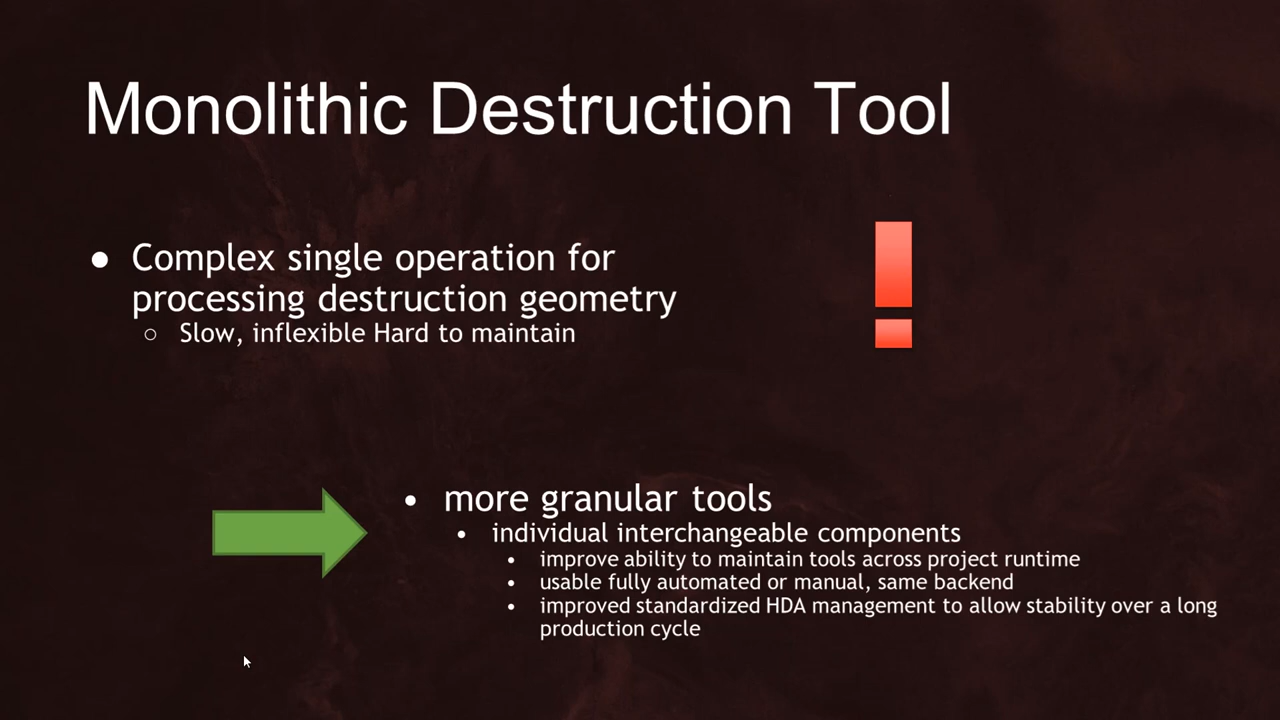 Monolithic Destruction Tool
● Complex single operation for
processing destruction geometry
○ Slow, inflexible Hard to maintain
!
• more granular tools
• individual interchangeable components
• improve ability to maintain tools across project runtime
• usable fully automated or manual, same backend
• improved standardized HDA management to allow stability over a long
production cycle